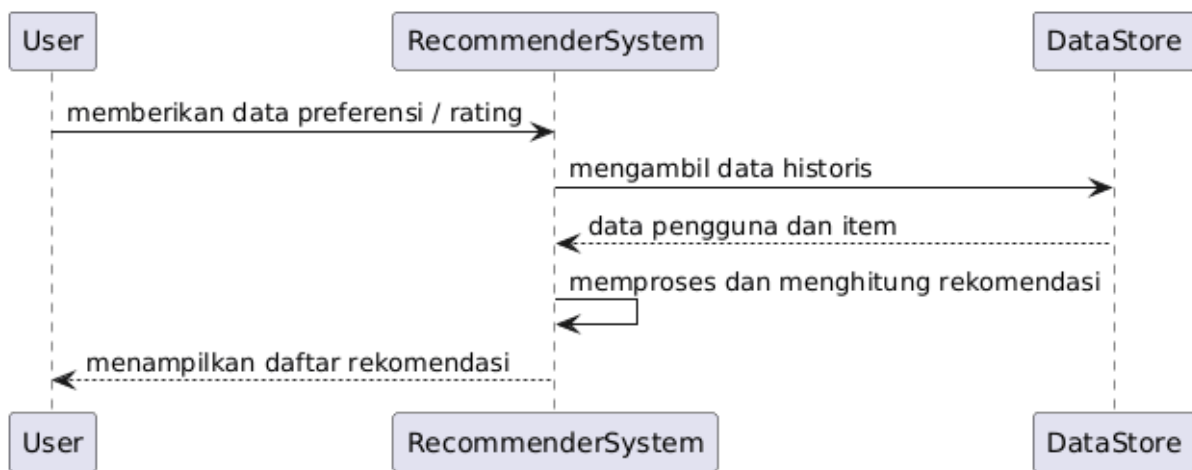 User
RecommenderSystem
DataStore
memberikan data preferensi / rating
mengambil data historis
data pengguna dan item
memproses dan menghitung rekomendasi
menampilkan daftar rekomendasi
User
RecommenderSystem
DataStore